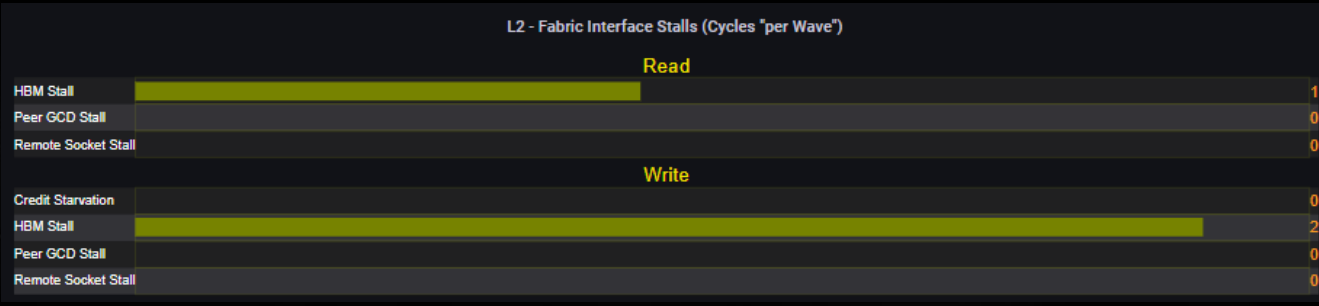 L2 - Fabric Interface Stalls (Cycles "per Wave")
Read
HBM Stall 1
Peer GCD Stall 0
Remote Socket Stall 0
Write
Credit Starvation 0
HBM Stall 2
Peer GCD Stall 0
Remote Socket Stall 0